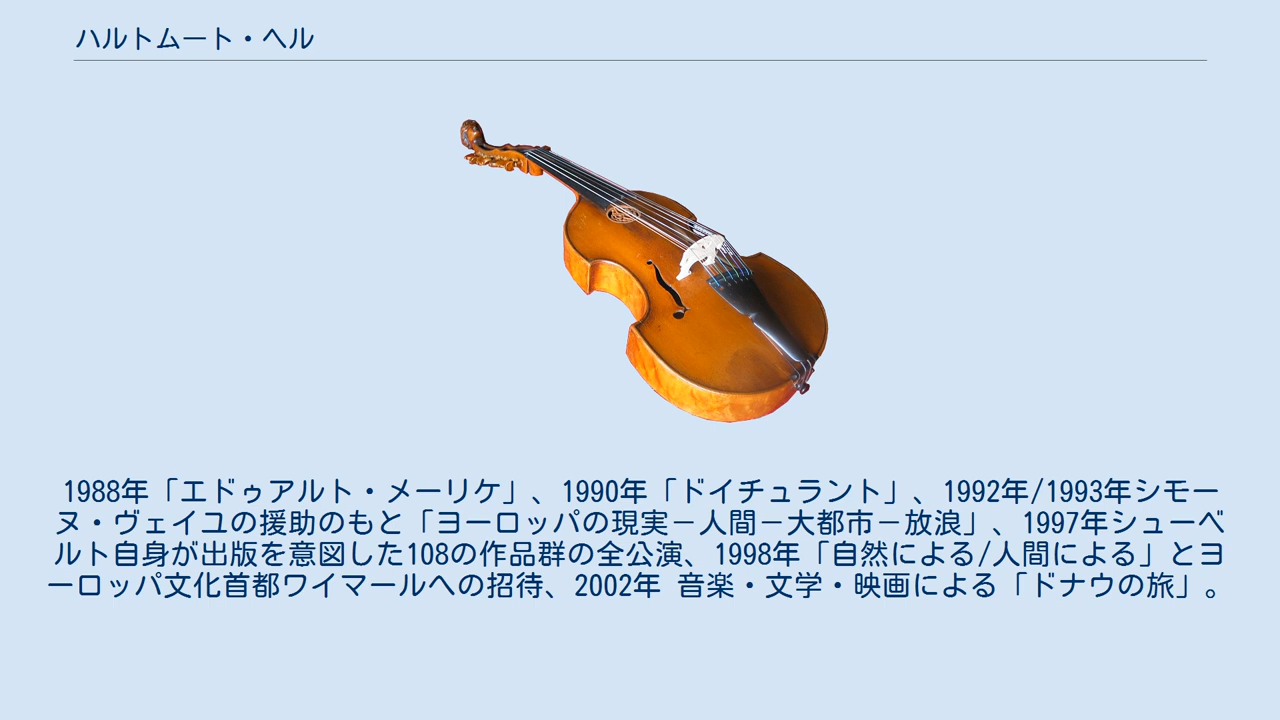 ハルトムート・ヘル
1988年「エドゥアルト・メーリケ」、1990年「ドイチュラント」、1992年/1993年シモー
ヌ・ヴェイユの援助のもと「ヨーロッパの現実－人間－大都市－放浪」、1997年シューベ
ルト自身が出版を意図した108の作品群の全公演、1998年「自然による/人間による」とヨ
ーロッパ文化首都ワイマールへの招待、2002年 音楽・文学・映画による「ドナウの旅」。